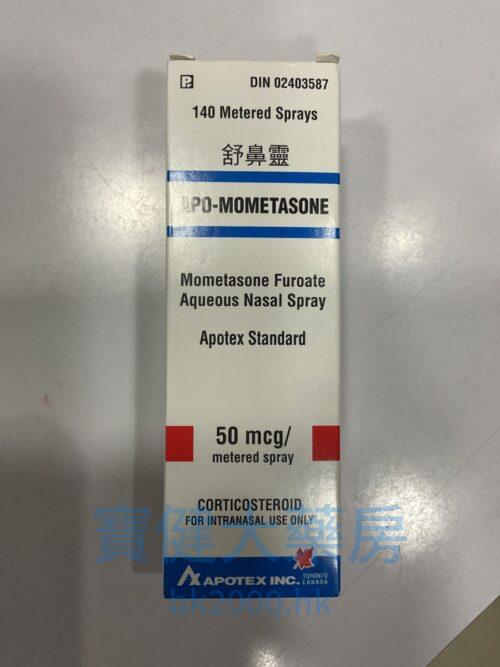 Pr
DIN 02403587
140 Metered Sprays
舒鼻靈
APO-MOMETASONE
Mometasone Furoate
Aqueous Nasal Spray
Apotex Standard
50 mcg/
metered spray
CORTICOSTEROID
FOR INTRANASAL USE ONLY
寶健大藥房
APOTEX INC.
TORONTO
CANADA
bk2000.hk